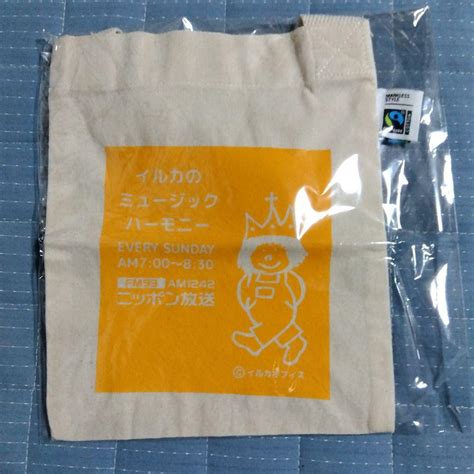 イルカの
ミュージック
ハーモニー
EVERY SUNDAY
AM7:00〜8:30
FM93 AM1242
ニッポン放送
©イルカオフィス
STYLE